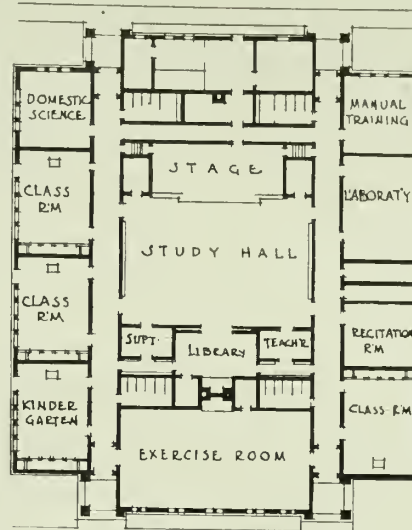 DOMESTIC
SCIENCE
MANUAL
TRAINING
STAGE
CLASS
R'M
LABORAT'Y
STUDY HALL
CLASS
R'M
SUPT.
LIBRARY
TEACH'R
RECITATION
R'M
KINDER
GARTEN
CLASS R'M
EXERCISE ROOM